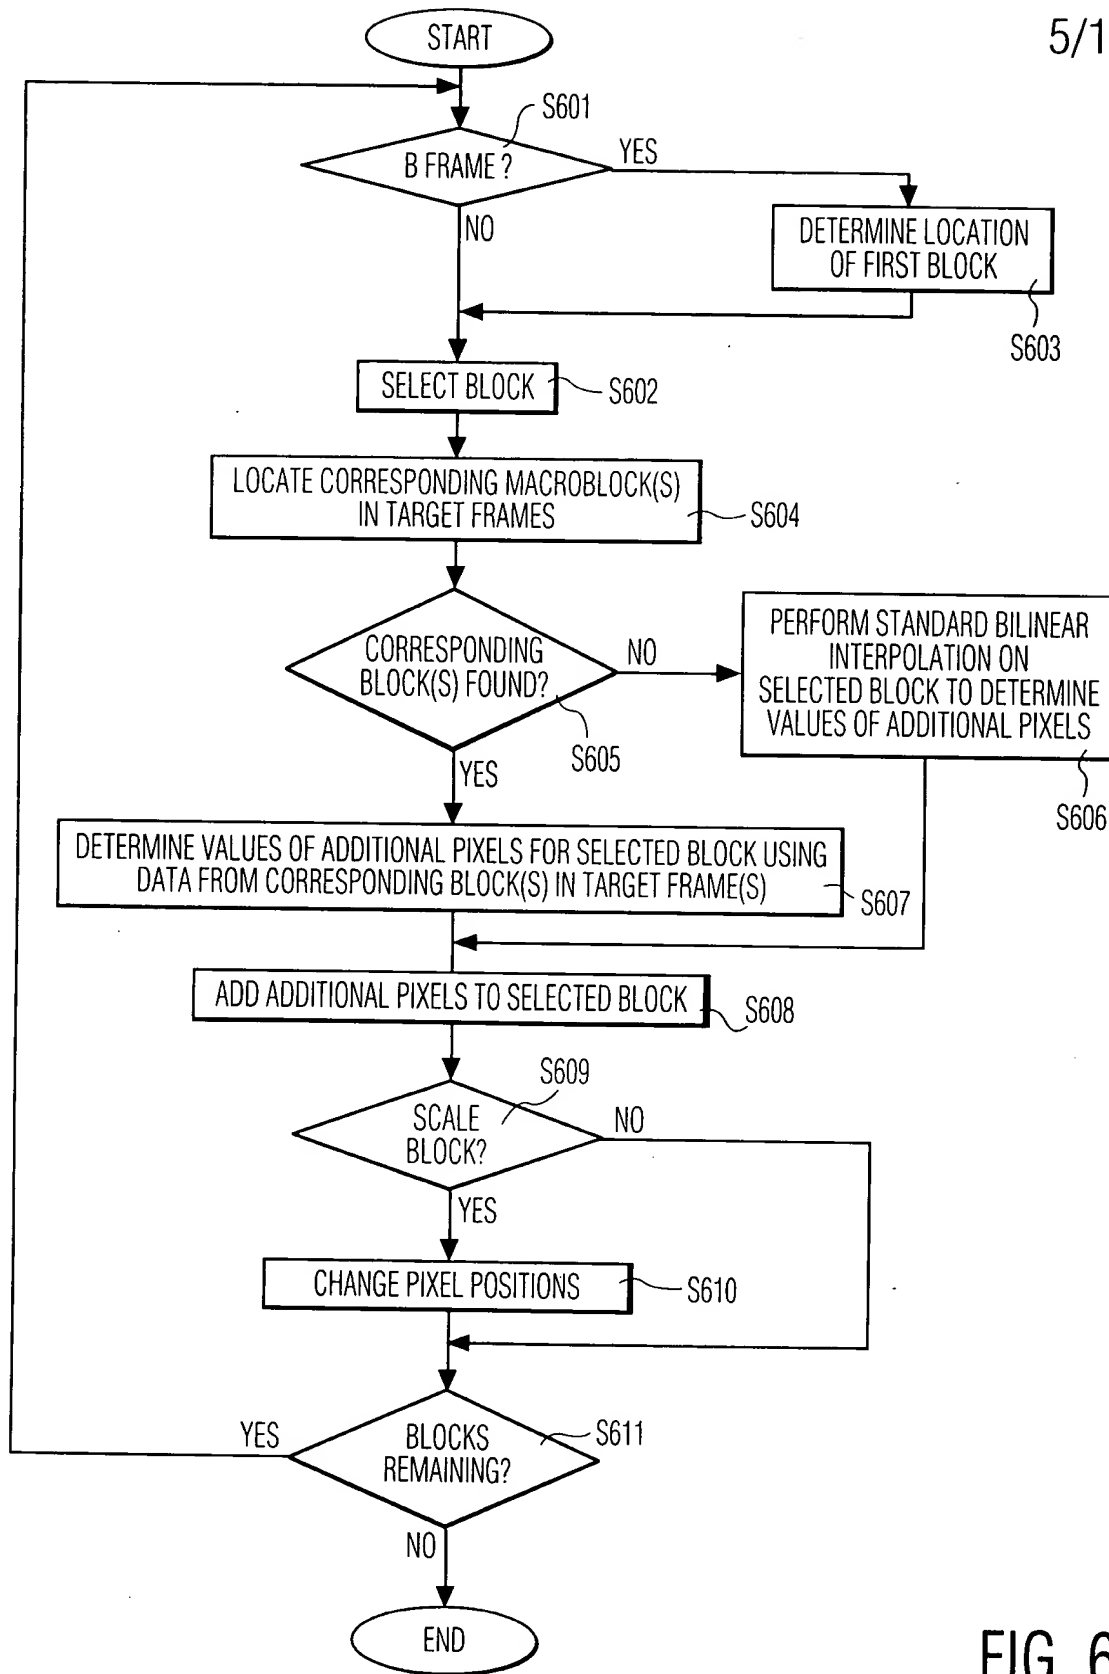 5/1
START
S601
B FRAME ?
YES
NO
DETERMINE LOCATION
OF FIRST BLOCK
S603
SELECT BLOCK
S602
LOCATE CORRESPONDING MACROBLOCK(S)
IN TARGET FRAMES
S604
CORRESPONDING
BLOCK(S) FOUND?
NO
S605
YES
PERFORM STANDARD BILINEAR
INTERPOLATION ON
SELECTED BLOCK TO DETERMINE
VALUES OF ADDITIONAL PIXELS
S606
DETERMINE VALUES OF ADDITIONAL PIXELS FOR SELECTED BLOCK USING
DATA FROM CORRESPONDING BLOCK(S) IN TARGET FRAME(S)
S607
ADD ADDITIONAL PIXELS TO SELECTED BLOCK
S608
S609
SCALE
BLOCK?
NO
YES
CHANGE PIXEL POSITIONS
S610
YES
BLOCKS
REMAINING?
S611
NO
END
FIG. 6